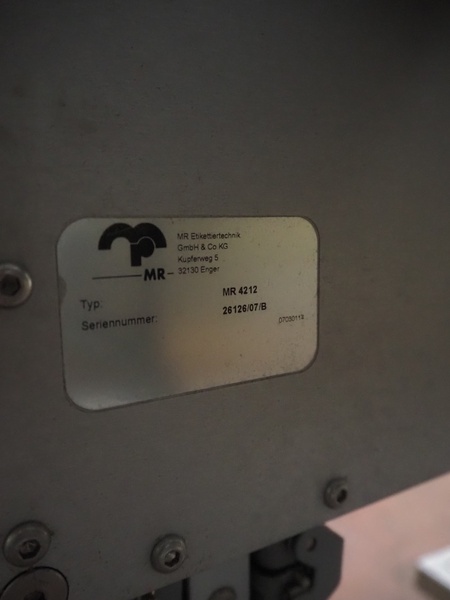 MR Etikettiertechnik
GmbH & Co KG
Kupferweg 5
32130 Enger
MR
Typ: MR 4212
Seriennummer: 26126/07/B